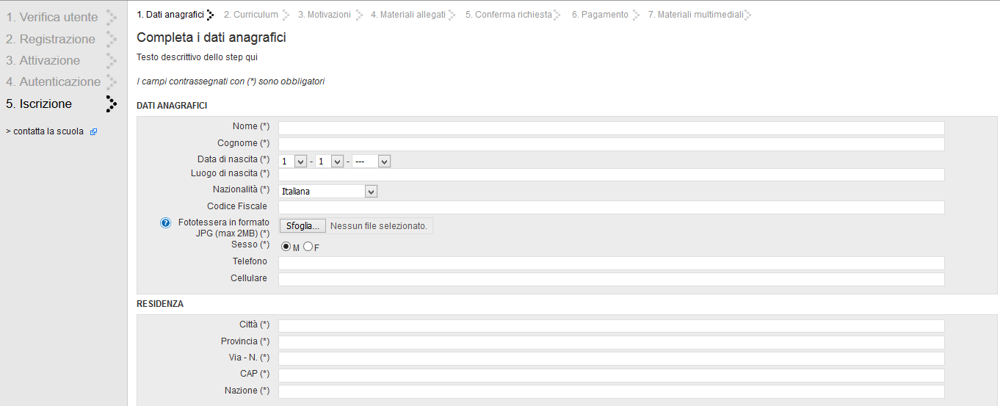 1. Verifica utente
2. Registrazione
3. Attivazione
4. Autenticazione
5. Iscrizione
> contatta la scuola
1. Dati anagrafici 2. Curriculum 3. Motivazioni 4. Materiali allegati 5. Conferma richiesta 6. Pagamento 7. Materiali multimediali
Completa i dati anagrafici
Testo descrittivo dello step qui
I campi contrassegnati con (*) sono obbligatori
DATI ANAGRAFICI
Nome (*)
Cognome (*)
Data di nascita (*) 1 - 1 - ---
Luogo di nascita (*)
Nazionalità (*) Italiana
Codice Fiscale
? Fototessera in formato
JPG (max 2MB) (*) Sfoglia... Nessun file selezionato.
Sesso (*) M F
Telefono
Cellulare
RESIDENZA
Città (*)
Provincia (*)
Via - N. (*)
CAP (*)
Nazione (*)